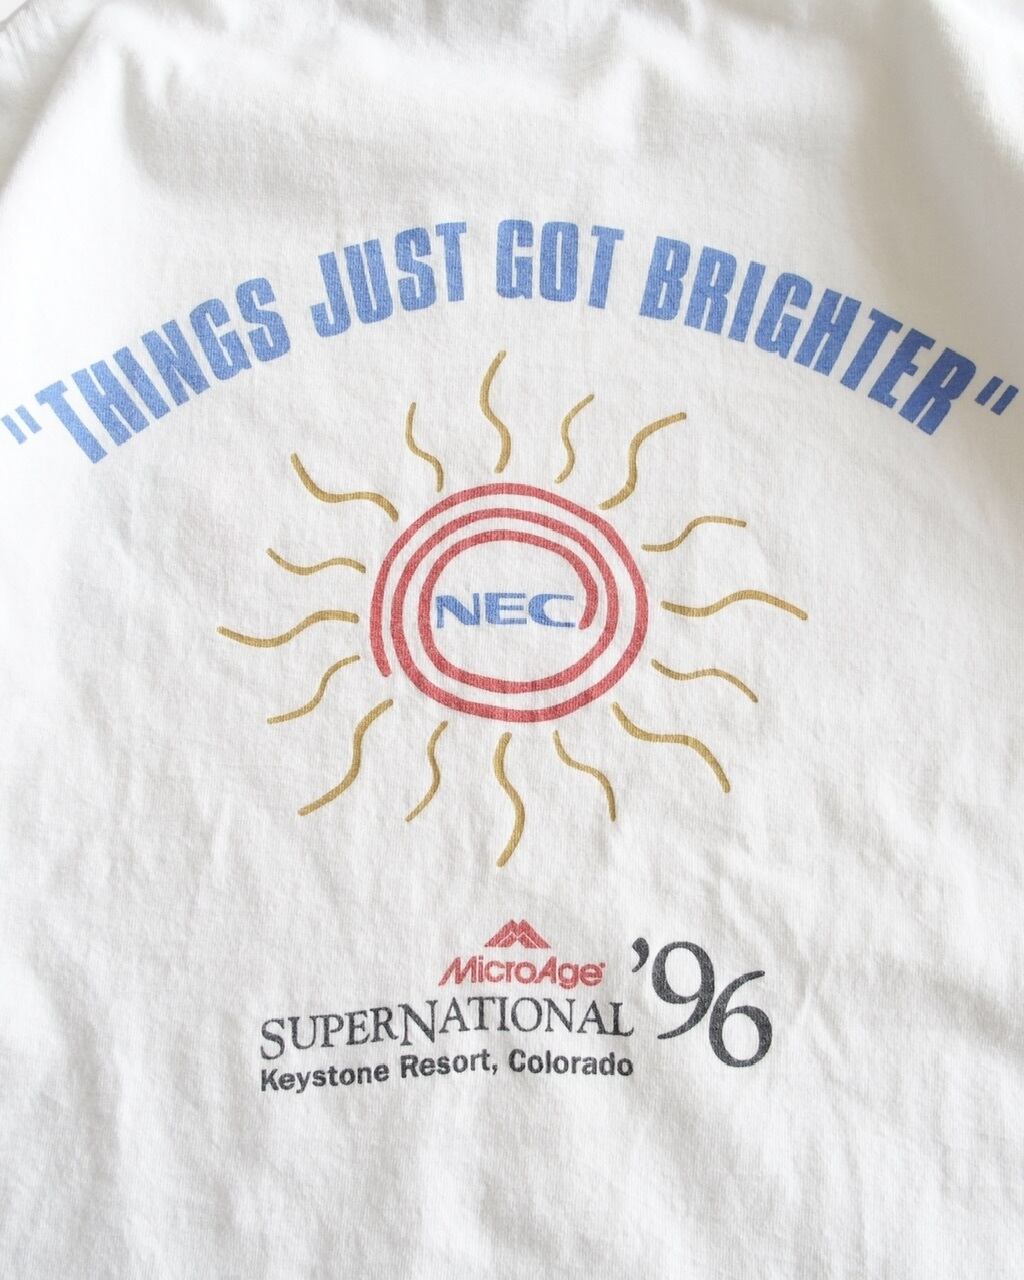 "THINGS JUST GOT BRIGHTER"
NEC
MicroAge
SUPERNATIONAL '96
Keystone Resort, Colorado